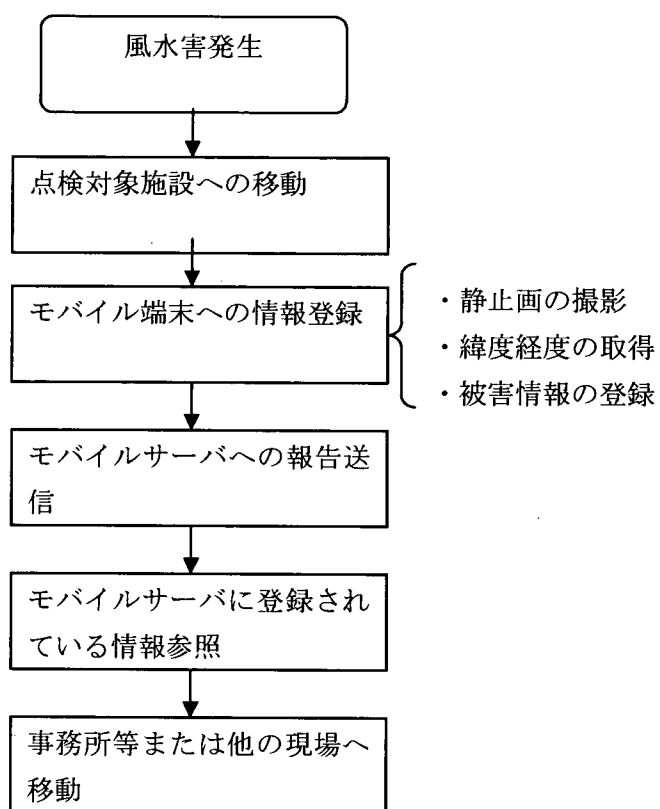 風水害発生
点検対象施設への移動
モバイル端末への情報登録
・静止画の撮影
・緯度経度の取得
・被害情報の登録
モバイルサーバへの報告送
信
モバイルサーバに登録され
ている情報参照
事務所等または他の現場へ
移動